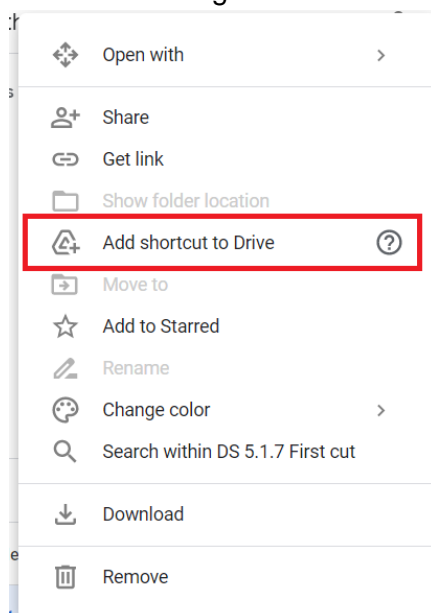 Open with
Share
Get link
Show folder location
Add shortcut to Drive
Move to
Add to Starred
Rename
Change color
Search within DS 5.1.7 First cut
Download
Remove